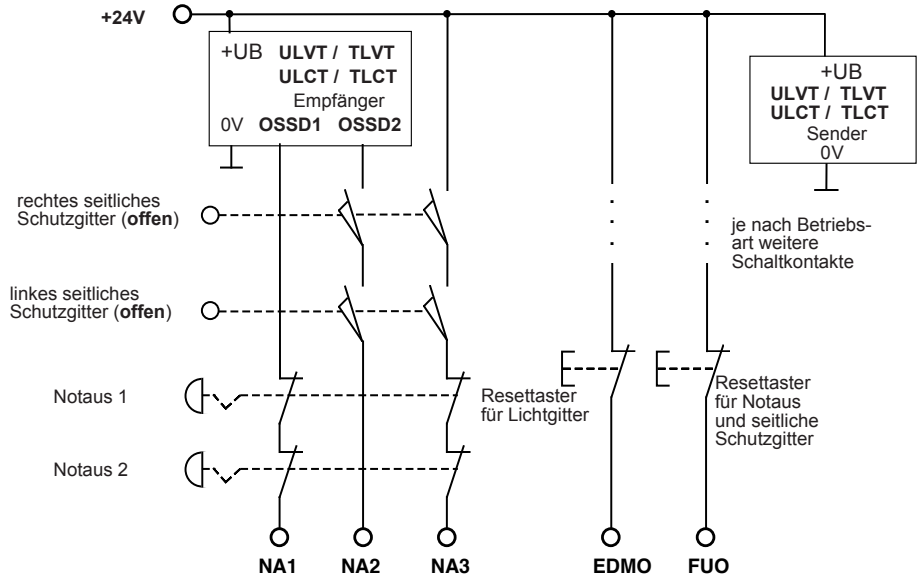 +24V
+UB ULVT / TLVT
ULCT / TLCT
Empfänger
0V OSSD1 OSSD2
+UB
ULVT / TLVT
ULCT / TLCT
Sender
0V
rechtes seitliches
Schutzgitter (offen)
je nach Betriebs-
art weitere
Schaltkontakte
linkes seitliches
Schutzgitter (offen)
Notaus 1
Resettaster
für Lichtgitter
Resettaster
für Notaus
und seitliche
Schutzgitter
Notaus 2
NA1 NA2 NA3 EDMO FUO